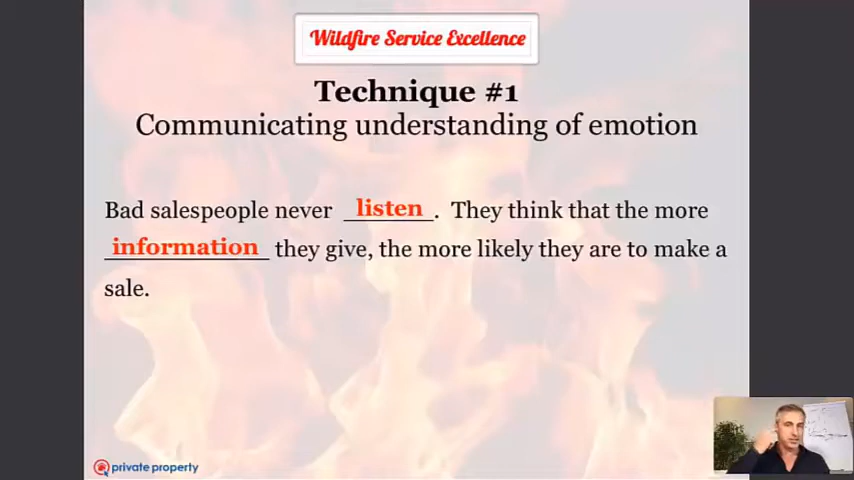 Wildfire Service Excellence
Technique #1
Communicating understanding of emotion
Bad salespeople never listen. They think that the more
information they give, the more likely they are to make a
sale.
private property